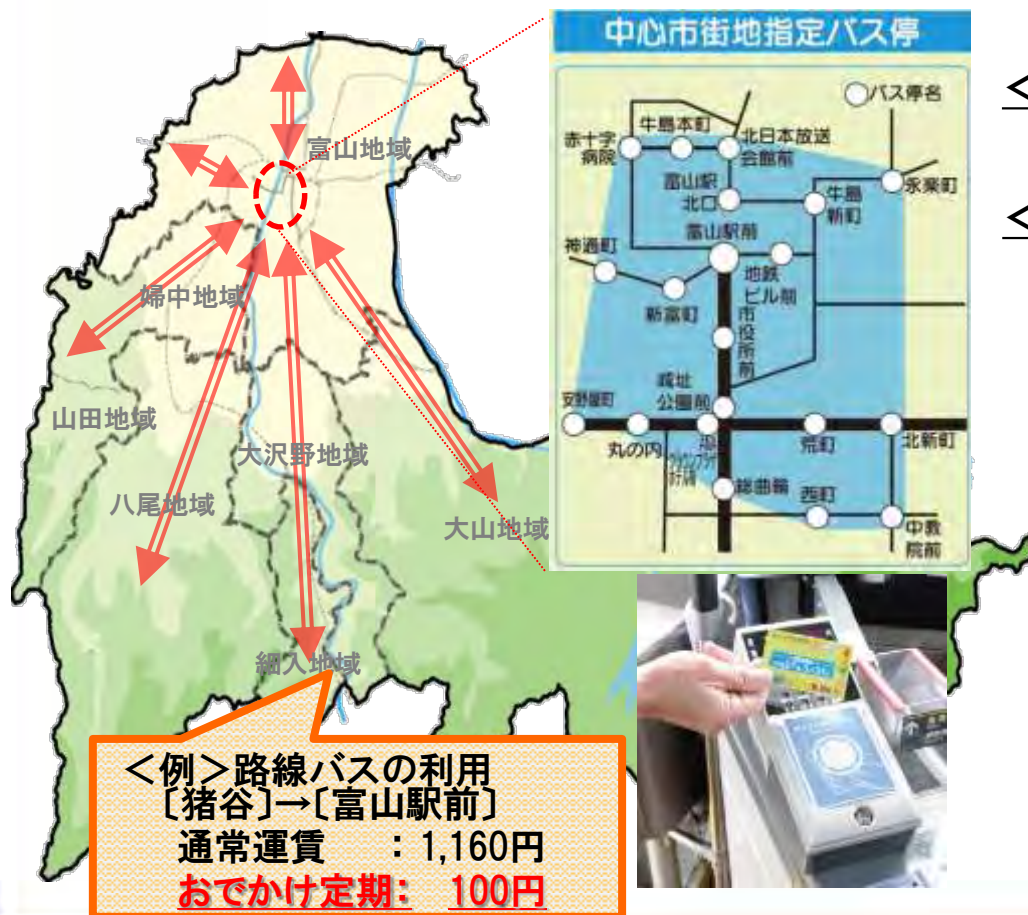 中心市街地指定バス停
バス停名
牛島本町
赤十字
病院
北日本放送
会館前
富山駅
北口
牛島
新町
永楽町
富山駅前
神通町
地鉄
ビル前
新富町
市役所前
城址
公園前
安野屋町
丸の内
荒町
北新町
総曲輪
西町
中教
院前
富山地域
婦中地域
山田地域
大沢野地域
八尾地域
大山地域
細入地域
＜例＞路線バスの利用
〔猪谷〕→〔富山駅前〕
通常運賃　：1,160円
おでかけ定期：　100円
＜
＜